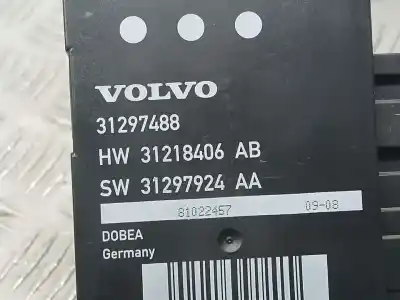 VOLVO
31297488
HW 31218406 AB
SW 31297924 AA
81022457 09-08
DOBEA
Germany